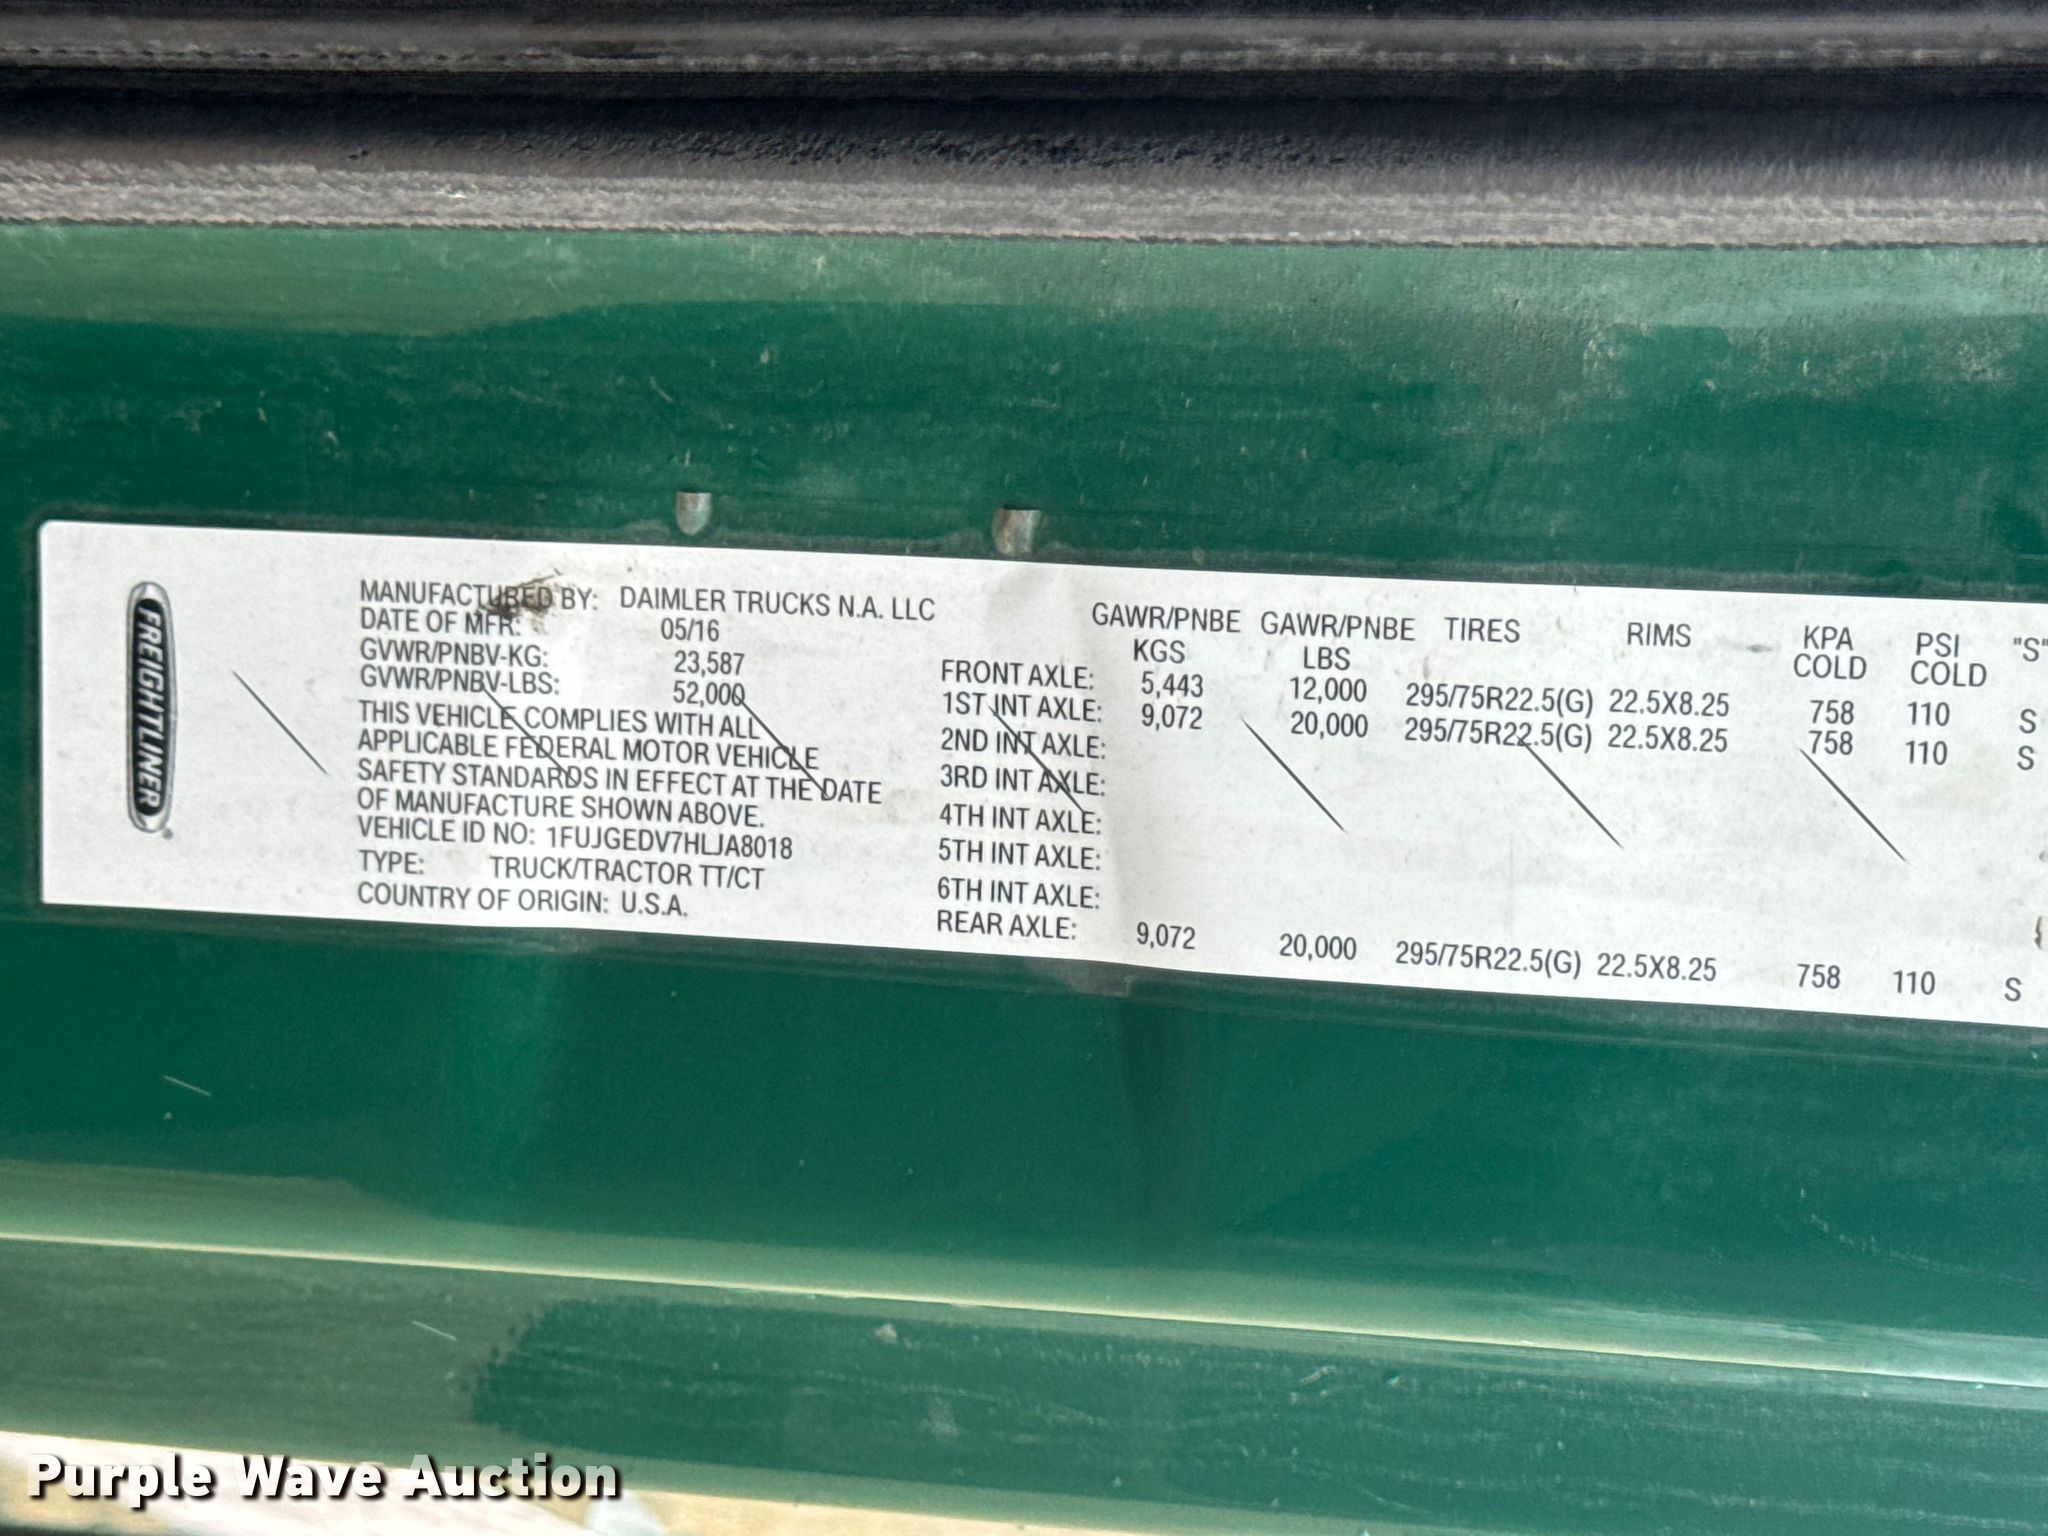 FREIGHTLINER
MANUFACTURED BY: DAIMLER TRUCKS N.A. LLC
DATE OF MFR: 05/16
GVWR/PNBV-KG: 23,587
GVWR/PNBV-LBS: 52,000
THIS VEHICLE COMPLIES WITH ALL
APPLICABLE FEDERAL MOTOR VEHICLE
SAFETY STANDARDS IN EFFECT AT THE DATE
OF MANUFACTURE SHOWN ABOVE.
VEHICLE ID NO: 1FUJGEDV7HLJA8018
TYPE: TRUCK/TRACTOR TT/CT
COUNTRY OF ORIGIN: U.S.A.
GAWR/PNBE GAWR/PNBE TIRES RIMS KPA PSI "S"
KGS LBS COLD COLD
FRONT AXLE: 5,443 12,000 295/75R22.5(G) 22.5X8.25 758 110 S
1ST INT AXLE: 9,072 20,000 295/75R22.5(G) 22.5X8.25 758 110 S
2ND INT AXLE:
3RD INT AXLE:
4TH INT AXLE:
5TH INT AXLE:
6TH INT AXLE:
REAR AXLE: 9,072 20,000 295/75R22.5(G) 22.5X8.25 758 110 S
Purple Wave Auction